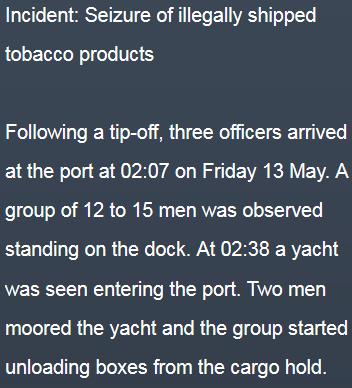 Incident: Seizure of illegally shipped
tobacco products
Following a tip-off, three officers arrived
at the port at 02:07 on Friday 13 May. A
group of 12 to 15 men was observed
standing on the dock. At 02:38 a yacht
was seen entering the port. Two men
moored the yacht and the group started
unloading boxes from the cargo hold.